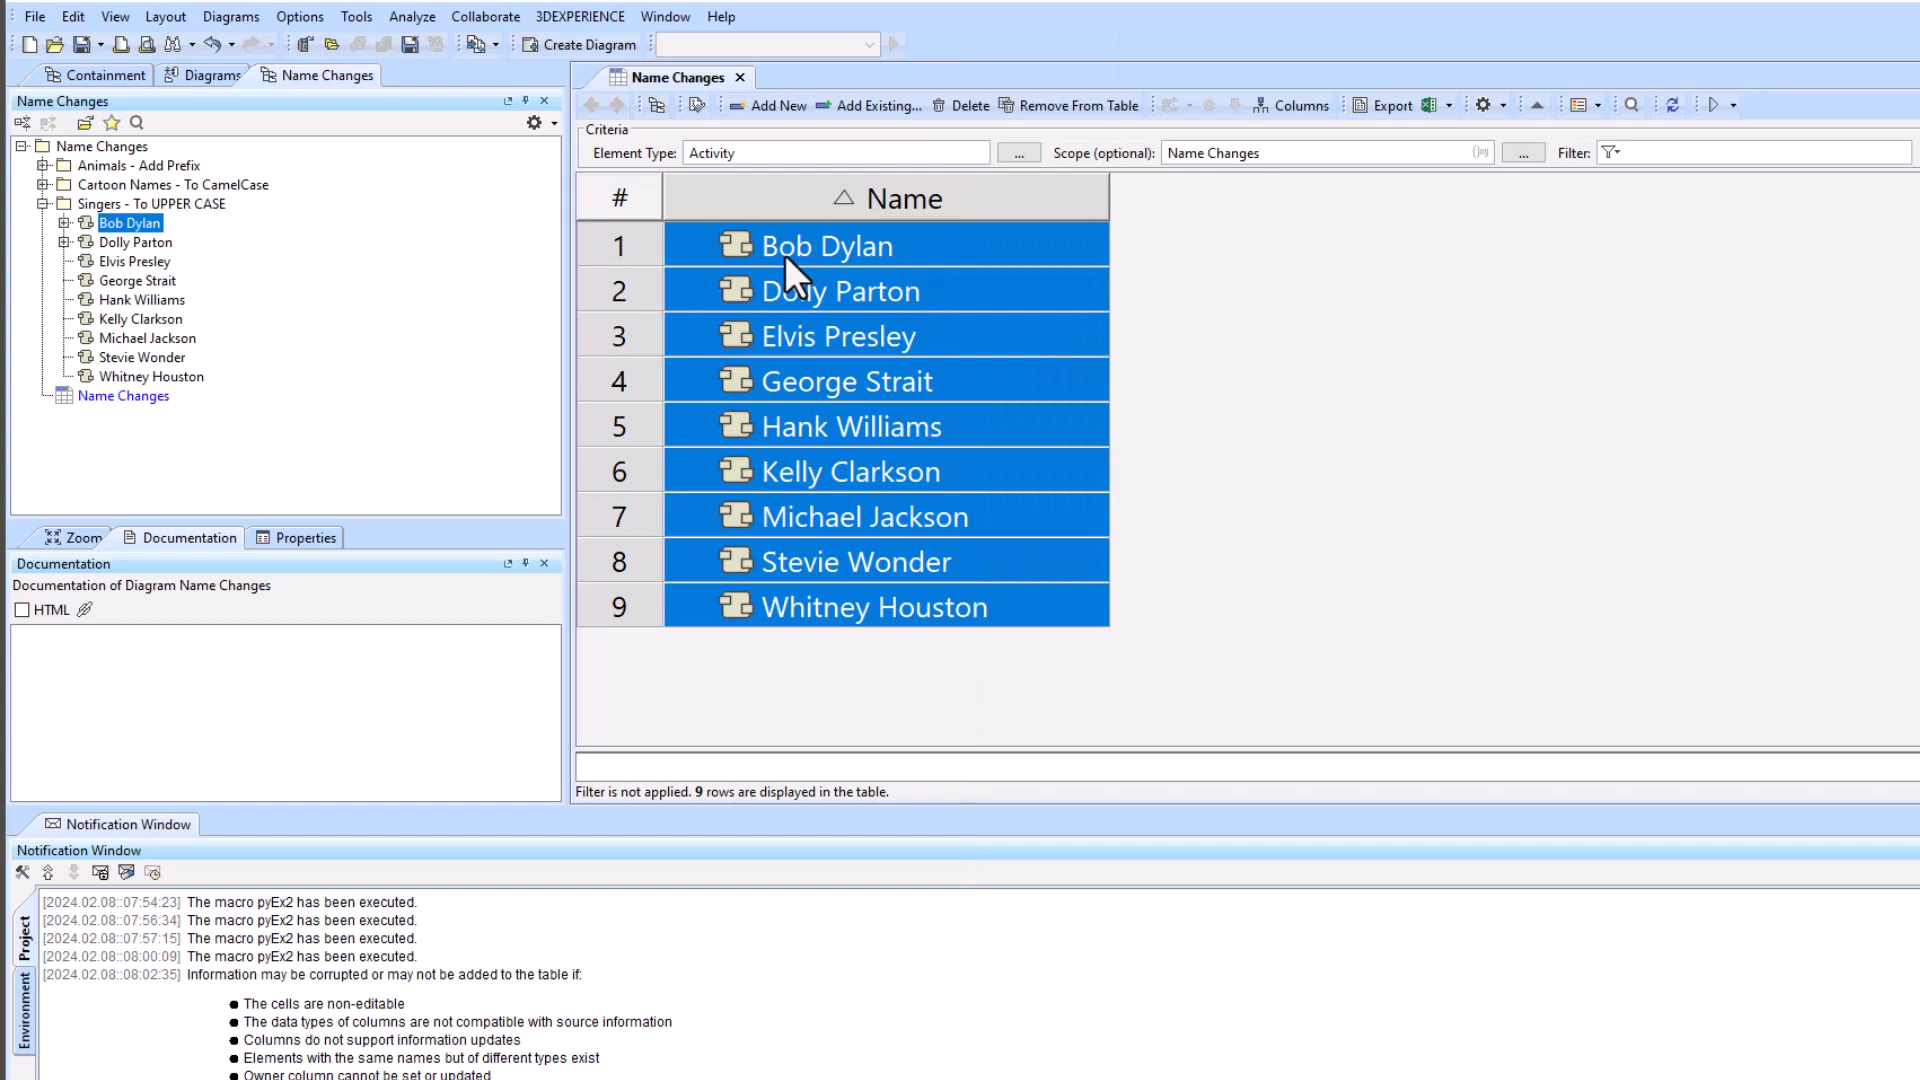 File Edit View Layout Diagrams Options Tools Analyze Collaborate 3DEXPERIENCE Window Help
Create Diagram
Containment Diagrams Name Changes
Name Changes
Name Changes
Animals - Add Prefix
Cartoon Names - To CamelCase
Singers - To UPPER CASE
Bob Dylan
Dolly Parton
Elvis Presley
George Strait
Hank Williams
Kelly Clarkson
Michael Jackson
Stevie Wonder
Whitney Houston
Name Changes
Zoom Documentation Properties
Documentation
Documentation of Diagram Name Changes
HTML
Name Changes
Add New Add Existing... Delete Remove From Table Columns Export
Criteria
Element Type: Activity ... Scope (optional): Name Changes ... Filter:
# Name
1 Bob Dylan
2 Dolly Parton
3 Elvis Presley
4 George Strait
5 Hank Williams
6 Kelly Clarkson
7 Michael Jackson
8 Stevie Wonder
9 Whitney Houston
Filter is not applied. 9 rows are displayed in the table.
Notification Window
Notification Window
Project
Environment
[2024.02.08::07:54:23] The macro pyEx2 has been executed.
[2024.02.08::07:56:34] The macro pyEx2 has been executed.
[2024.02.08::07:57:15] The macro pyEx2 has been executed.
[2024.02.08::08:00:09] The macro pyEx2 has been executed.
[2024.02.08::08:02:35] Information may be corrupted or may not be added to the table if:
● The cells are non-editable
● The data types of columns are not compatible with source information
● Columns do not support information updates
● Elements with the same names but of different types exist
● Owner column cannot be set or updated